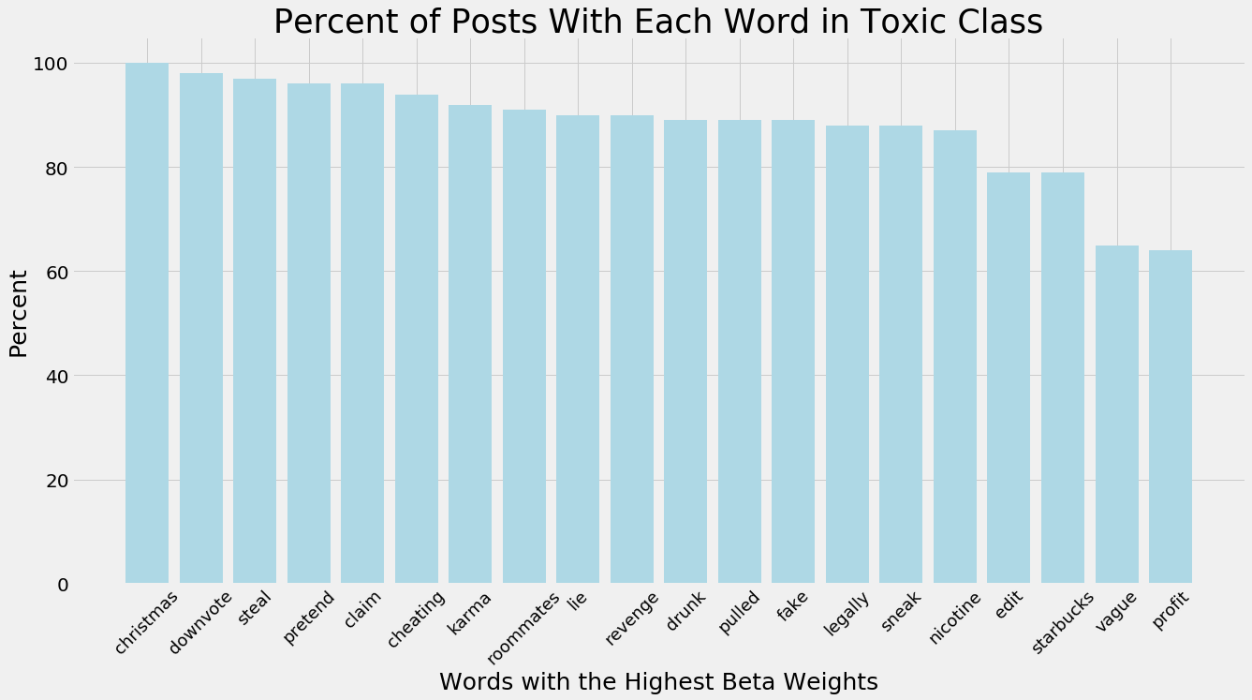 Percent of Posts With Each Word in Toxic Class
100
80
60
40
20
0
Percent
christmas
downvote
steal
pretend
claim
cheating
karma
roommates
lie
revenge
drunk
pulled
fake
legally
sneak
nicotine
edit
starbucks
vague
profit
Words with the Highest Beta Weights